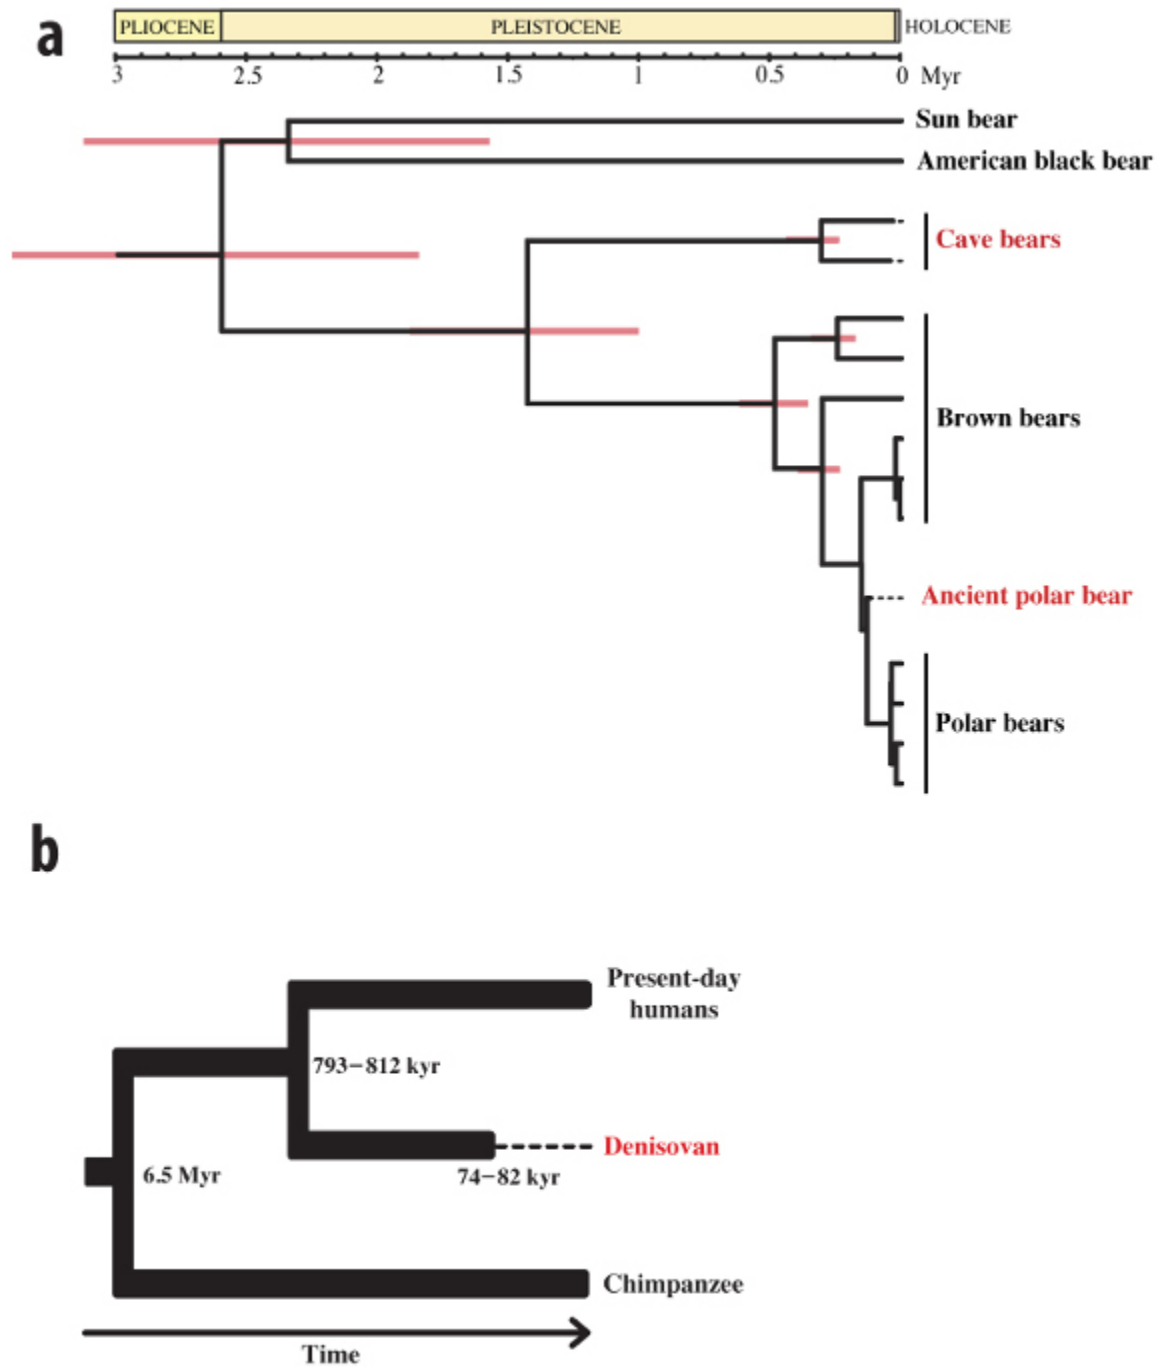 a
PLIOCENE PLEISTOCENE HOLOCENE
3 2.5 2 1.5 1 0.5 0 Myr
Sun bear
American black bear
Cave bears
Brown bears
Ancient polar bear
Polar bears
b
Present-day
humans
793–812 kyr
Denisovan
74–82 kyr
6.5 Myr
Chimpanzee
Time